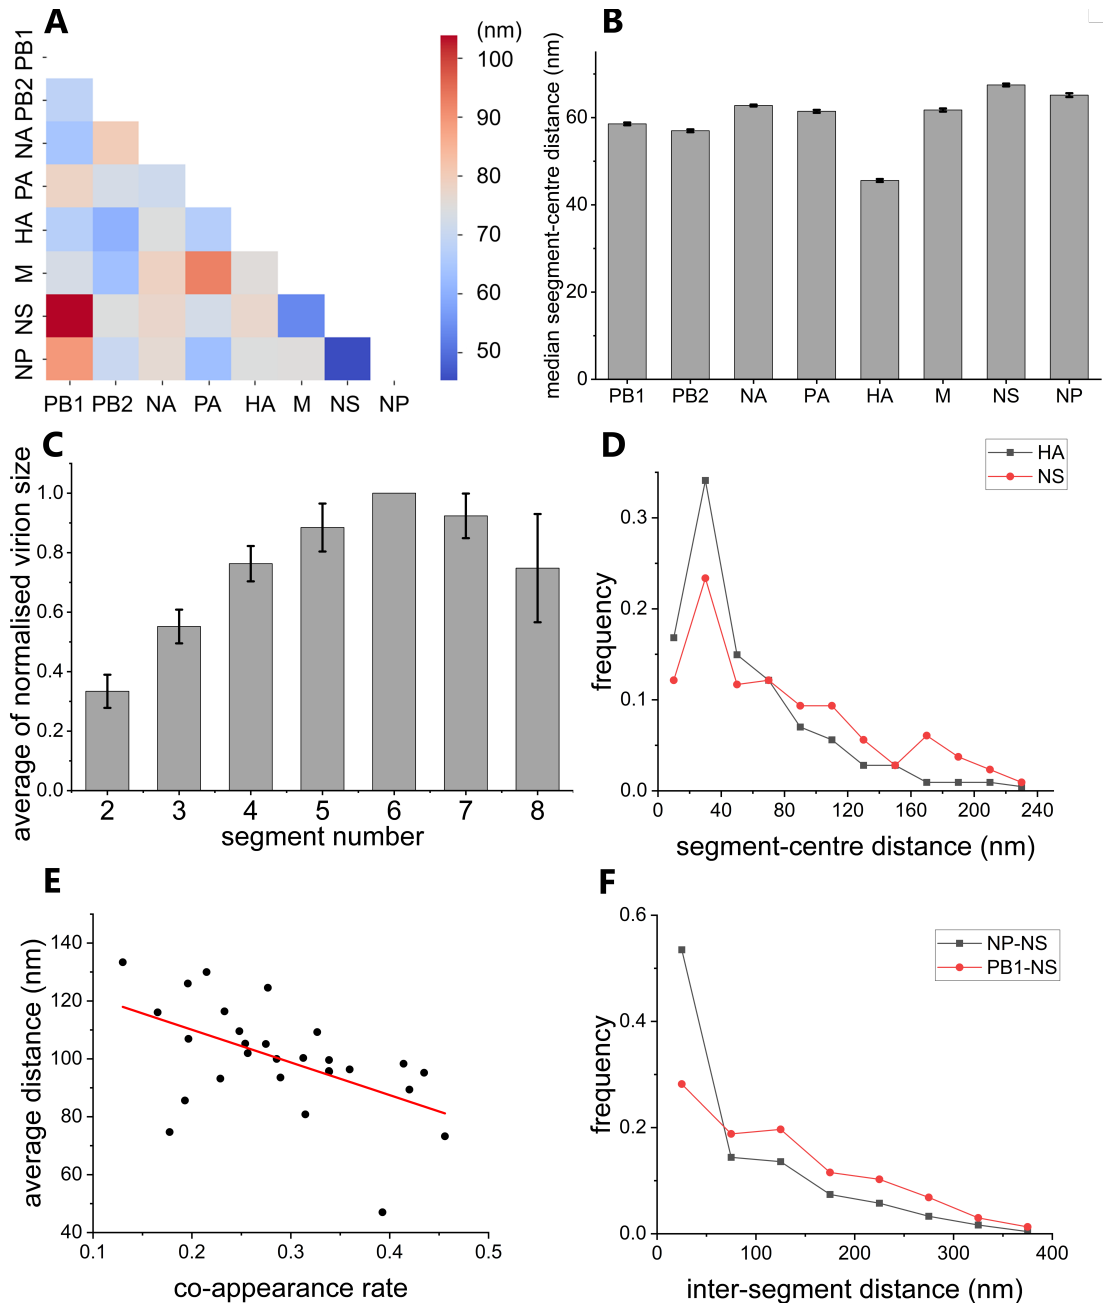 A
(nm)
PB1
PB2
NA
PA
HA
M
NS
NP
100
90
80
70
60
50
PB1 PB2 NA PA HA M NS NP
B
median seegment-centre distance (nm)
60
40
20
0
PB1 PB2 NA PA HA M NS NP
C
average of normalised virion size
1.0
0.8
0.6
0.4
0.2
0.0
2 3 4 5 6 7 8
segment number
D
HA
NS
frequency
0.3
0.2
0.1
0.0
0 40 80 120 160 200 240
segment-centre distance (nm)
E
average distance (nm)
140
120
100
80
60
40
0.1 0.2 0.3 0.4 0.5
co-appearance rate
F
NP-NS
PB1-NS
frequency
0.6
0.4
0.2
0.0
0 100 200 300 400
inter-segment distance (nm)